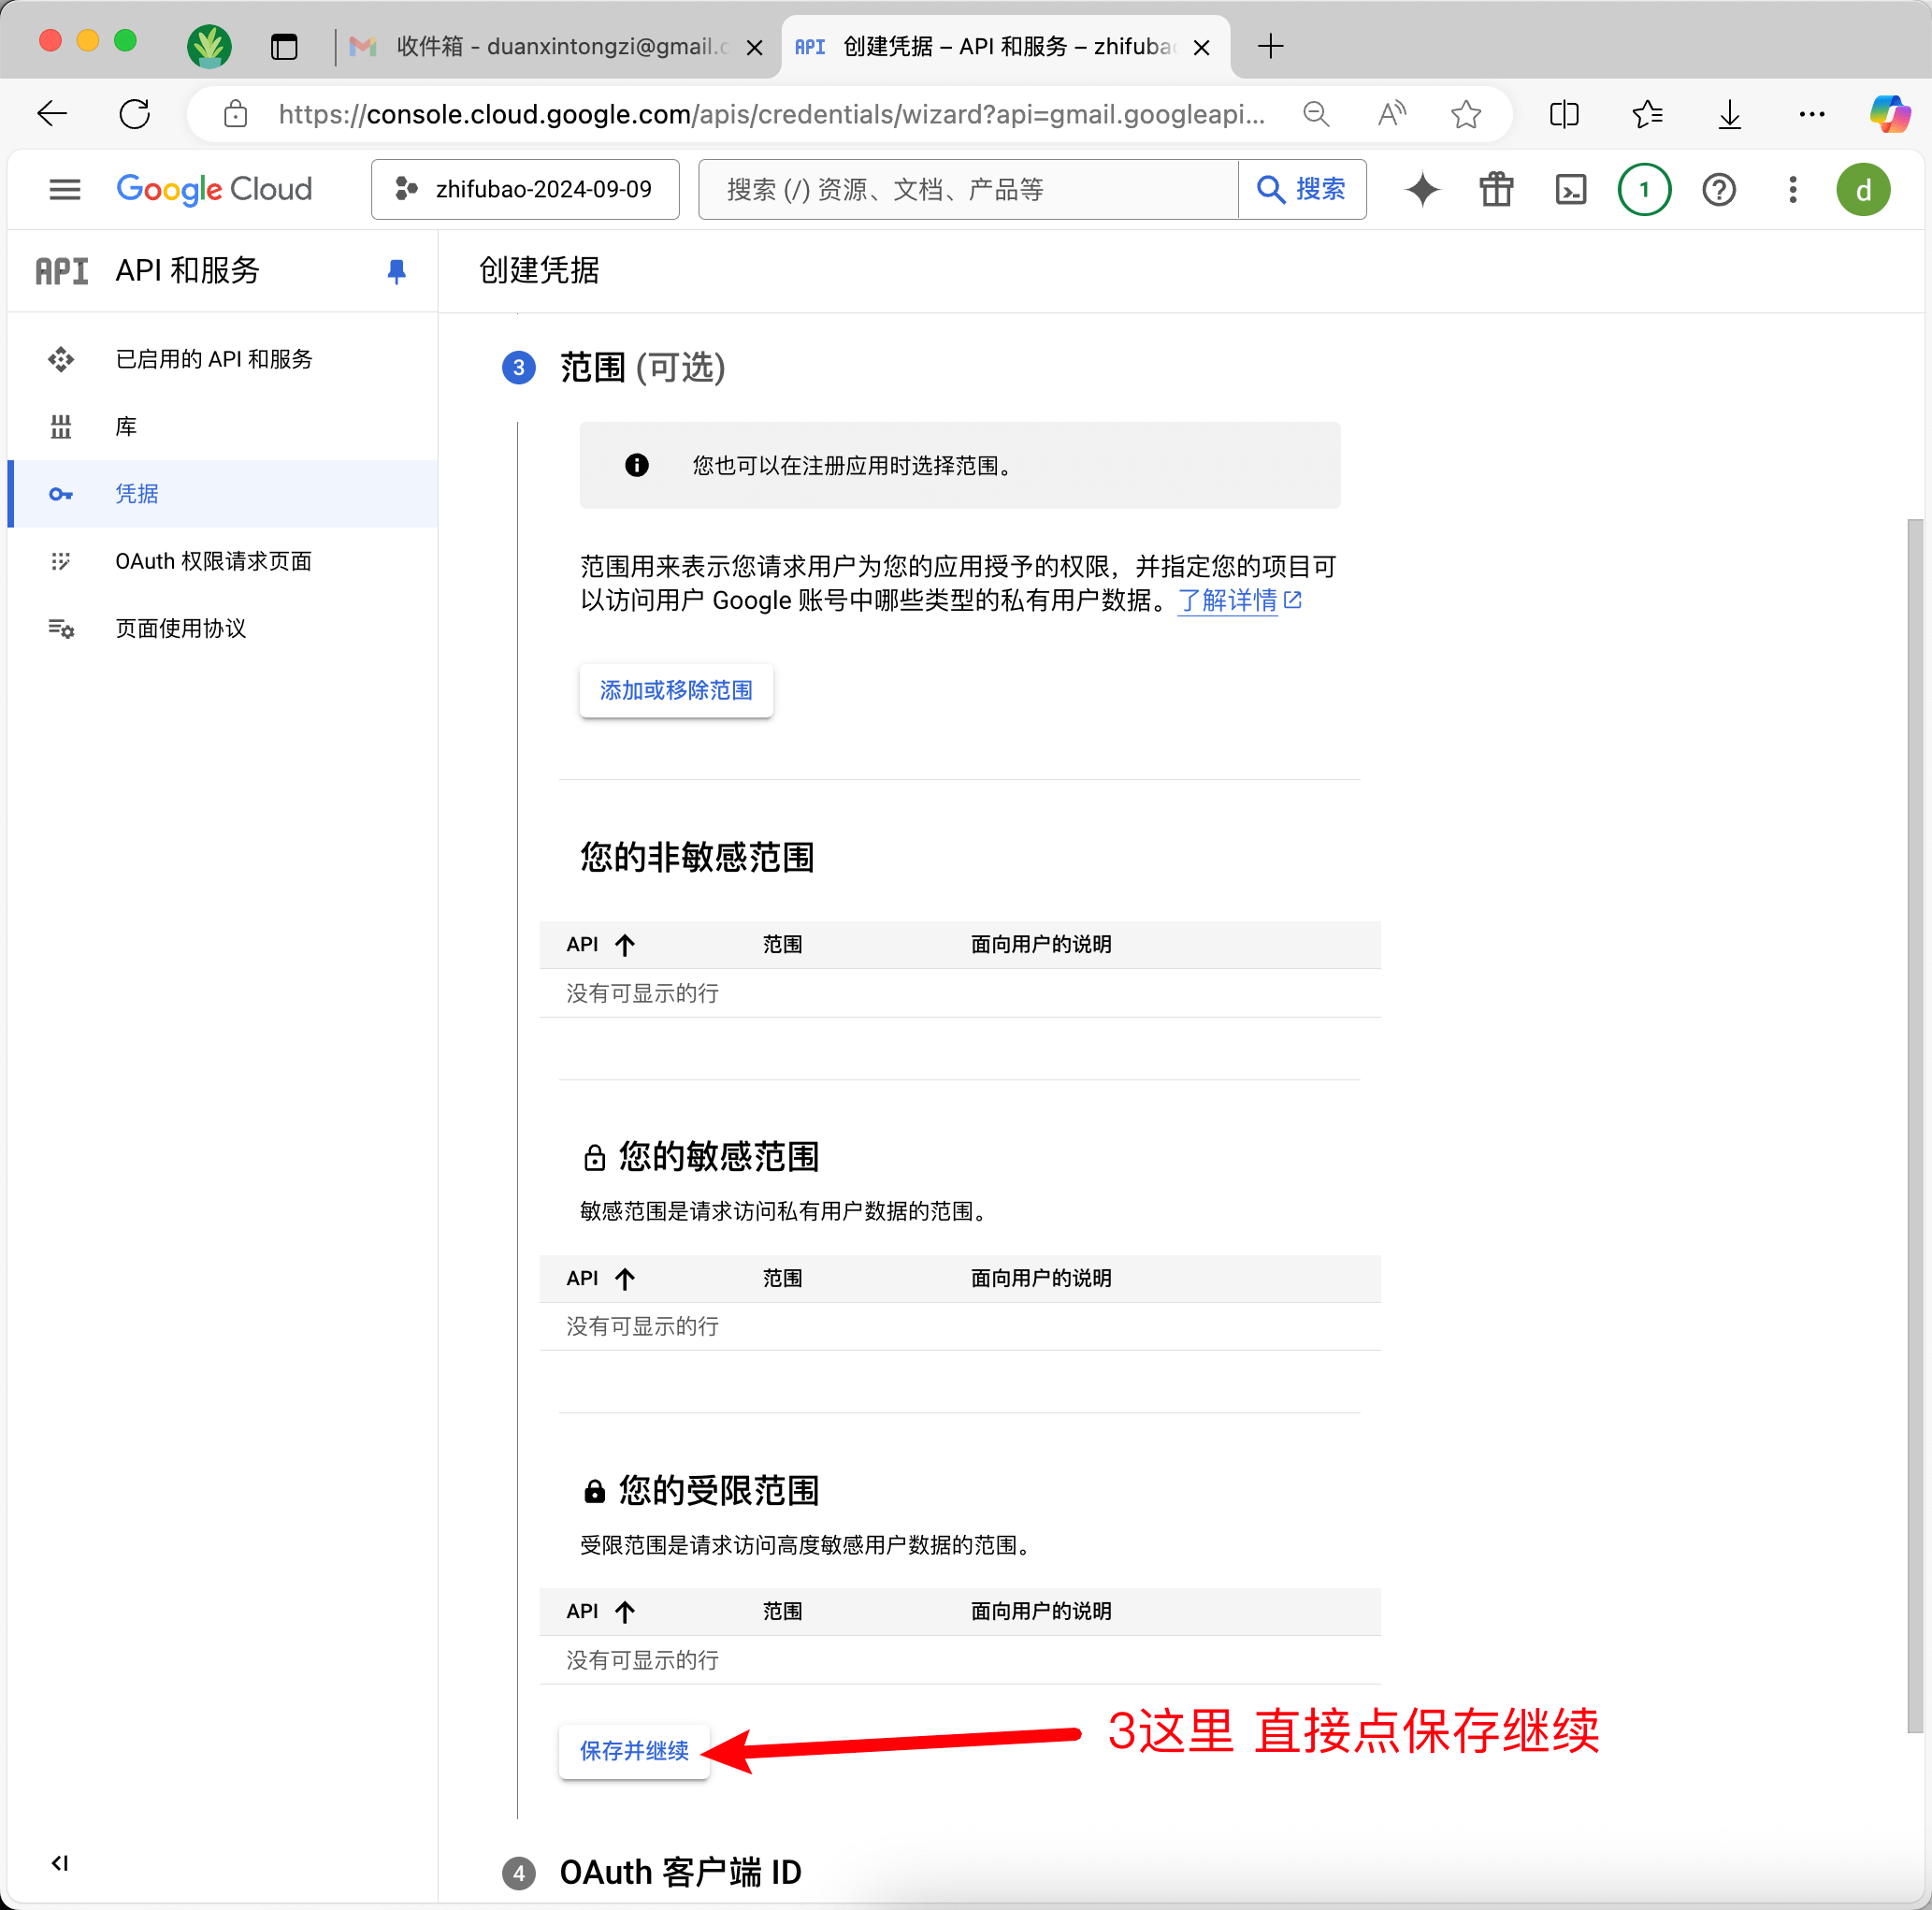 收件箱 - duanxintongzi@gmail.c
API 创建凭据 – API 和服务 – zhifuba
https://console.cloud.google.com/apis/credentials/wizard?api=gmail.googleapi...
Google Cloud
zhifubao-2024-09-09
搜索 (/) 资源、文档、产品等
搜索
1
d
API API 和服务
创建凭据
已启用的 API 和服务
库
凭据
OAuth 权限请求页面
页面使用协议
3 范围 (可选)
您也可以在注册应用时选择范围。
范围用来表示您请求用户为您的应用授予的权限，并指定您的项目可
以访问用户 Google 账号中哪些类型的私有用户数据。了解详情
添加或移除范围
您的非敏感范围
API 范围 面向用户的说明
没有可显示的行
您的敏感范围
敏感范围是请求访问私有用户数据的范围。
API 范围 面向用户的说明
没有可显示的行
您的受限范围
受限范围是请求访问高度敏感用户数据的范围。
API 范围 面向用户的说明
没有可显示的行
保存并继续
3这里 直接点保存继续
4 OAuth 客户端 ID